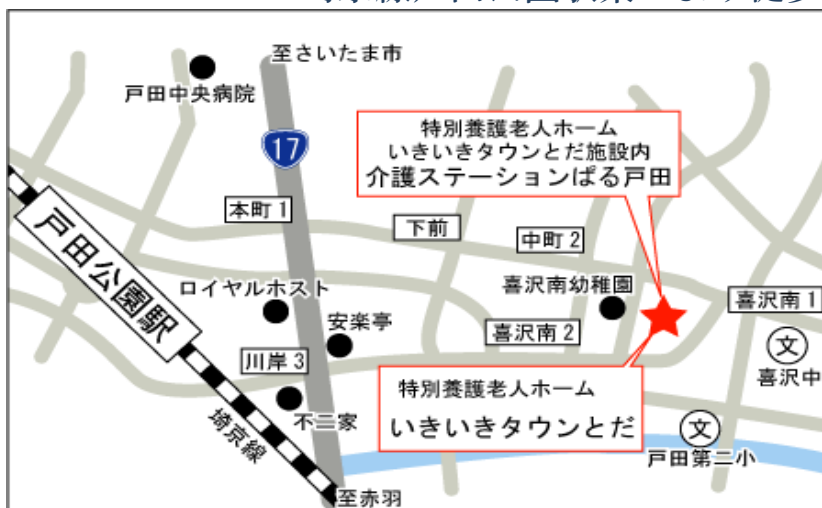 至さいたま市
戸田中央病院
17
特別養護老人ホーム
いきいきタウンとだ施設内
介護ステーションぱる戸田
本町1
下前
中町2
戸田公園駅
ロイヤルホスト
喜沢南幼稚園
喜沢南1
安楽亭
喜沢南2
文
喜沢中
川岸3
特別養護老人ホーム
いきいきタウンとだ
不二家
埼京線
文
戸田第二小
至赤羽